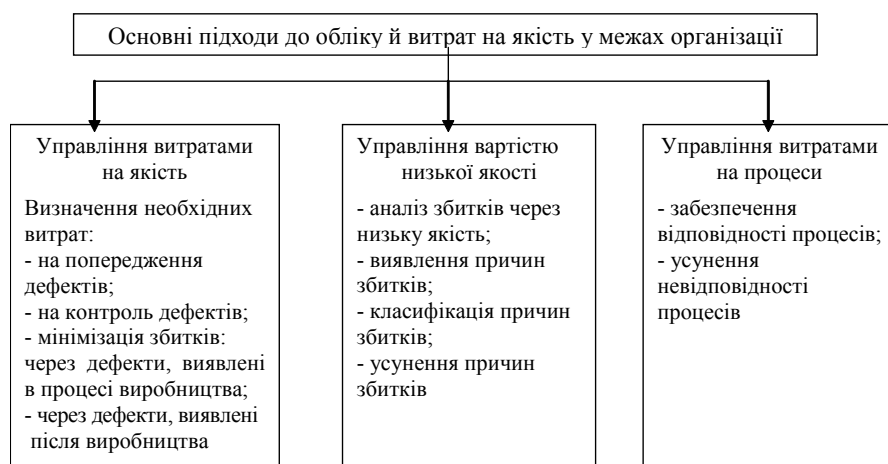 Основні підходи до обліку й витрат на якість у межах організації
Управління витратами
на якість
Визначення необхідних
витрат:
- на попередження
дефектів;
- на контроль дефектів;
- мінімізація збитків:
через дефекти, виявлені
в процесі виробництва;
- через дефекти, виявлені
після виробництва
Управління вартістю
низької якості
- аналіз збитків через
низьку якість;
- виявлення причин
збитків;
- класифікація причин
збитків;
- усунення причин
збитків
Управління витратами
на процеси
- забезпечення
відповідності процесів;
- усунення
невідповідності
процесів